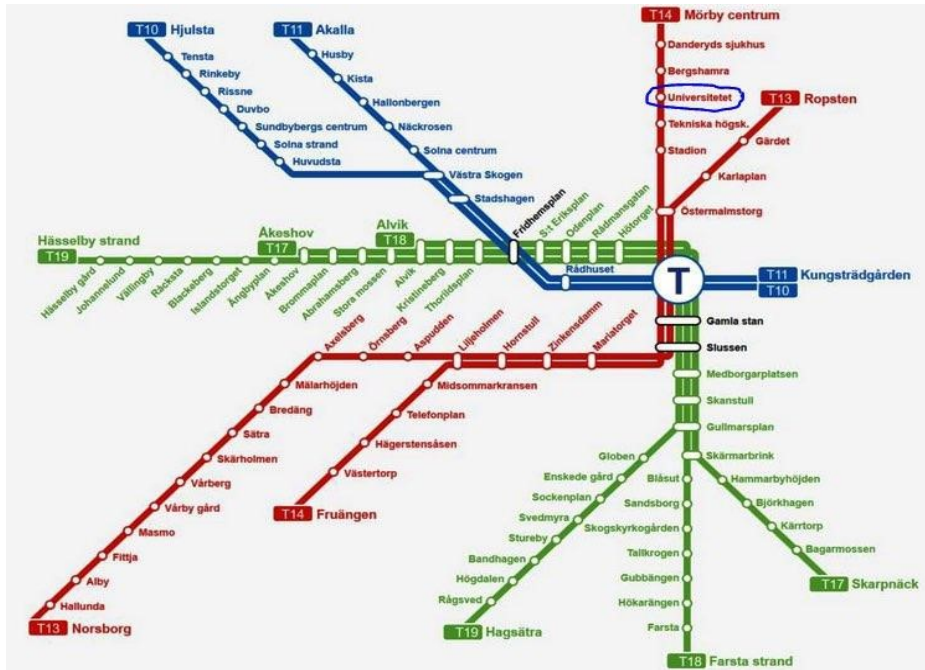 T10 Hjulsta
Tensta
Rinkeby
Rissne
Duvbo
Sundbybergs centrum
Solna strand
Huvudsta
T11 Akalla
Husby
Kista
Hallonbergen
Näckrosen
Solna centrum
Västra Skogen
Stadshagen
Fridhemsplan
Rådhuset
T11 Kungsträdgården
T10
T14 Mörby centrum
Danderyds sjukhus
Bergshamra
Universitetet
Tekniska högsk.
Stadion
T13 Ropsten
Gärdet
Karlaplan
Östermalmstorg
Hässelby strand
T19
Åkeshov
T17
Alvik
T18
Hässelby gård
Johannelund
Vällingby
Råcksta
Blackeberg
Islandstorget
Ängbyplan
Åkeshov
Brommaplan
Abrahamsberg
Stora mossen
Alvik
Kristineberg
Thorildsplan
S:t Eriksplan
Odenplan
Rådmansgatan
Hötorget
T
Gamla stan
Slussen
Medborgarplatsen
Skanstull
Gullmarsplan
Skärmarbrink
Axelsberg
Örnsberg
Aspudden
Liljeholmen
Hornstull
Zinkensdamm
Mariatorget
Mälarhöjden
Bredäng
Sätra
Skärholmen
Vårberg
Vårby gård
Masmo
Fittja
Alby
Hallunda
T13 Norsborg
Midsommarkransen
Telefonplan
Hägerstensåsen
Västertorp
T14 Fruängen
Globen
Enskede gård
Sockenplan
Svedmyra
Stureby
Bandhagen
Högdalen
Rågsved
T19 Hagsätra
Blåsut
Sandsborg
Skogskyrkogården
Tallkrogen
Gubbängen
Hökarängen
Farsta
T18 Farsta strand
Hammarbyhöjden
Björkhagen
Kärrtorp
Bagarmossen
T17 Skarpnäck